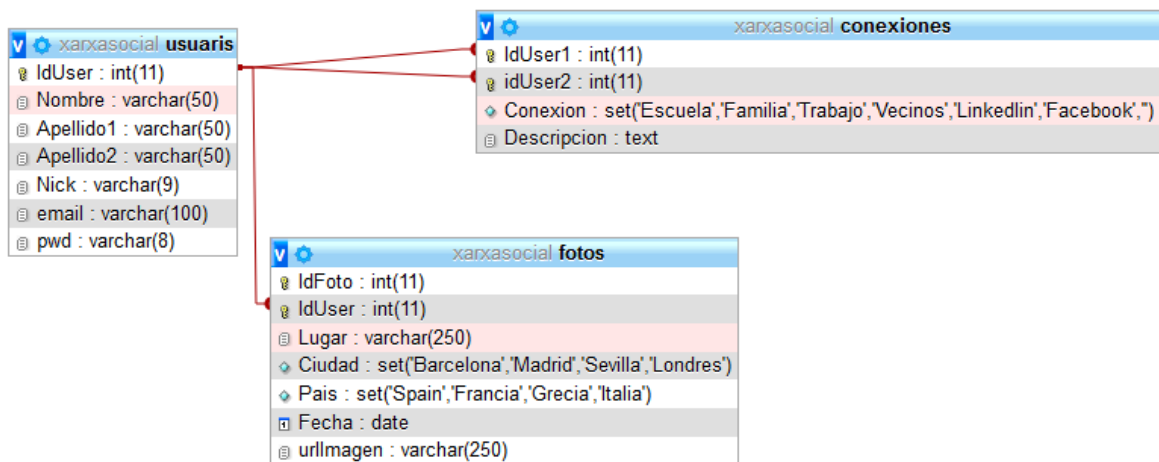 v xarxasocial usuaris
IdUser : int(11)
Nombre : varchar(50)
Apellido1 : varchar(50)
Apellido2 : varchar(50)
Nick : varchar(9)
email : varchar(100)
pwd : varchar(8)
v xarxasocial conexiones
IdUser1 : int(11)
idUser2 : int(11)
Conexion : set('Escuela','Familia','Trabajo','Vecinos','Linkedlin','Facebook','')
Descripcion : text
v xarxasocial fotos
IdFoto : int(11)
IdUser : int(11)
Lugar : varchar(250)
Ciudad : set('Barcelona','Madrid','Sevilla','Londres')
Pais : set('Spain','Francia','Grecia','Italia')
Fecha : date
urlImagen : varchar(250)